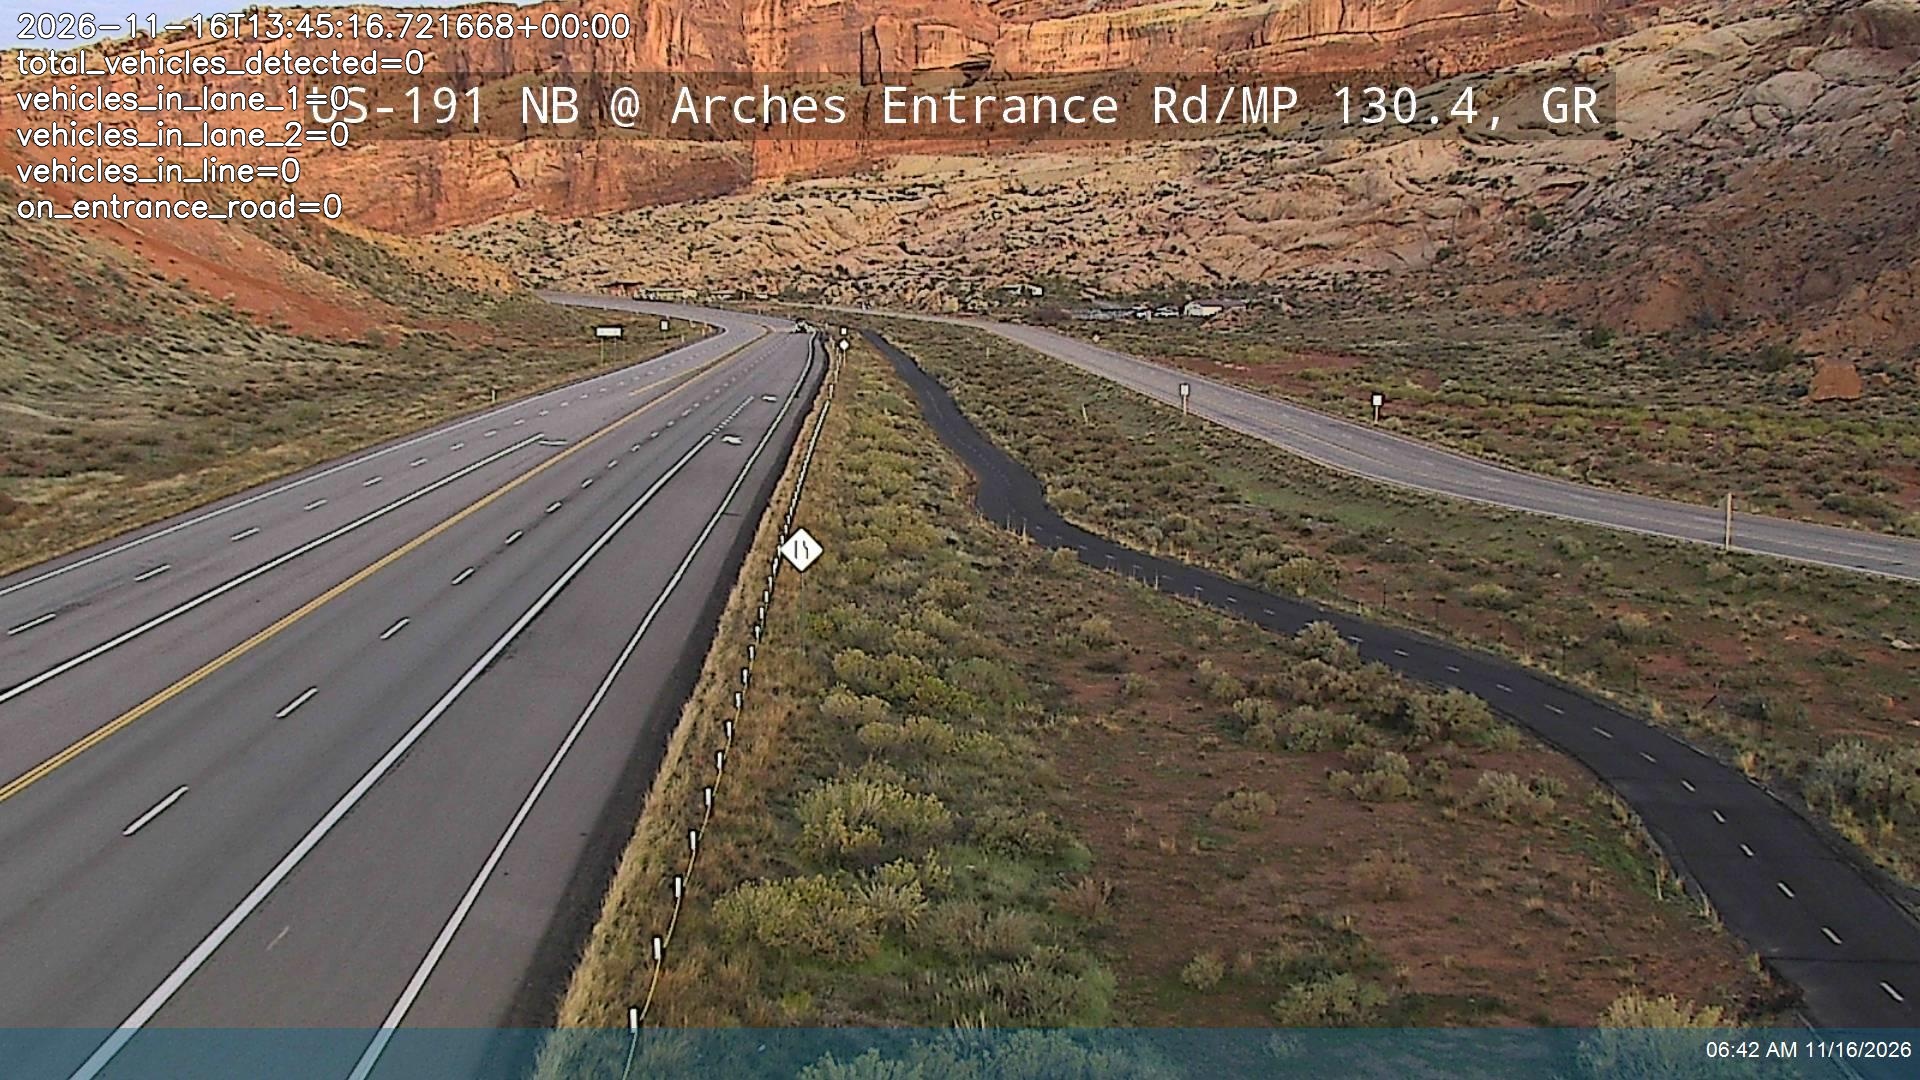 2026-11-16T13:45:16.721668+00:00
total_vehicles_detected=0
vehicles_in_lane_1=0
US-191 NB @ Arches Entrance Rd/MP 130.4, GR
vehicles_in_lane_2=0
vehicles_in_line=0
on_entrance_road=0
06:42 AM 11/16/2026